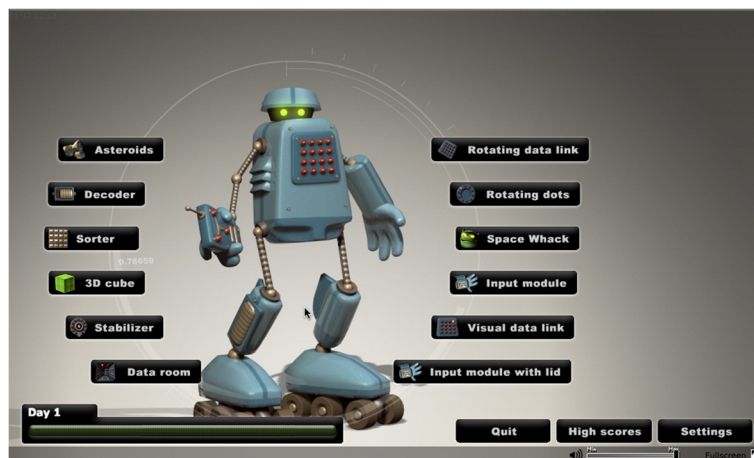 Asteroids
Rotating data link
Decoder
Rotating dots
Sorter
Space Whack
0.78659
3D cube
Input module
Stabilizer
Visual data link
Data room
Input module with lid
Day 1
Quit
High scores
Settings
Fullscreen